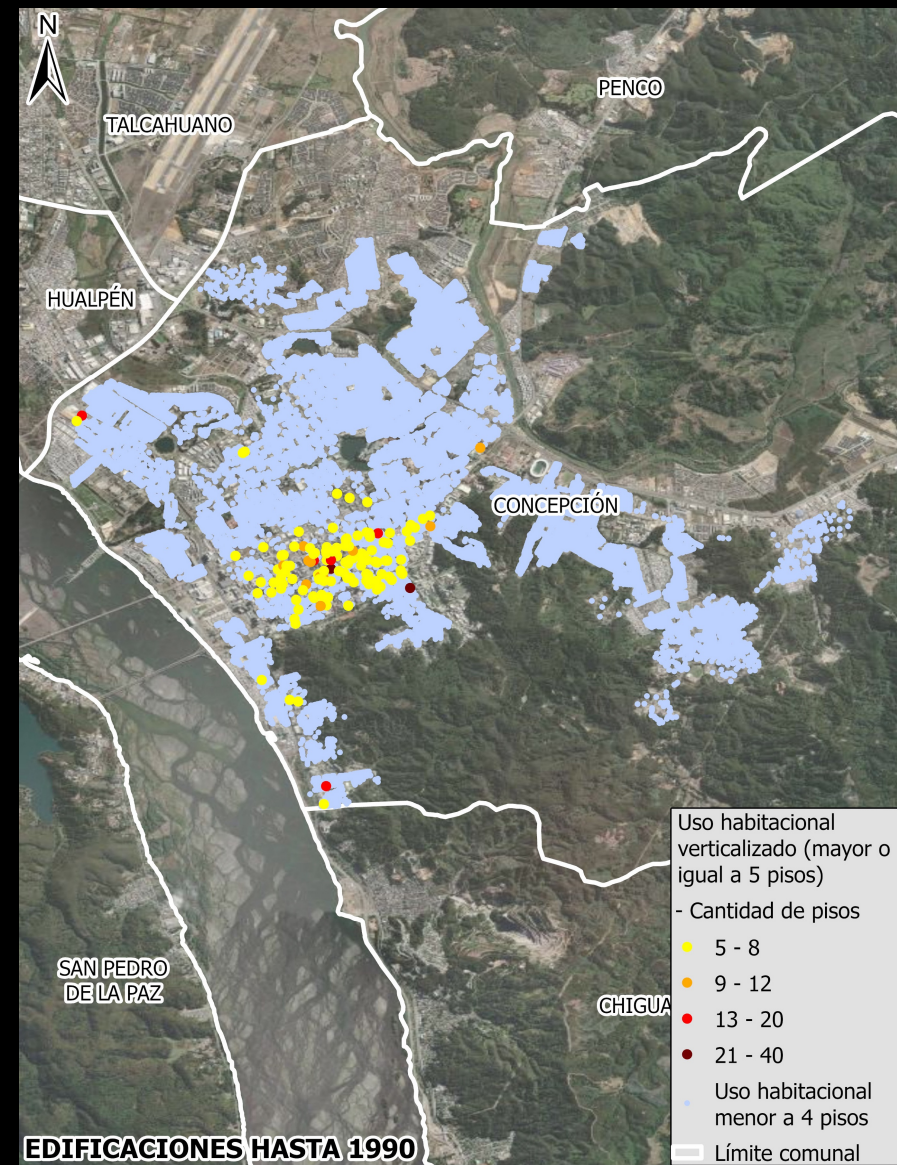 N
PENCO
TALCAHUANO
HUALPÉN
CONCEPCIÓN
SAN PEDRO
DE LA PAZ
CHIGUA
Uso habitacional
verticalizado (mayor o
igual a 5 pisos)
- Cantidad de pisos
5 - 8
9 - 12
13 - 20
21 - 40
Uso habitacional
menor a 4 pisos
Límite comunal
EDIFICACIONES HASTA 1990